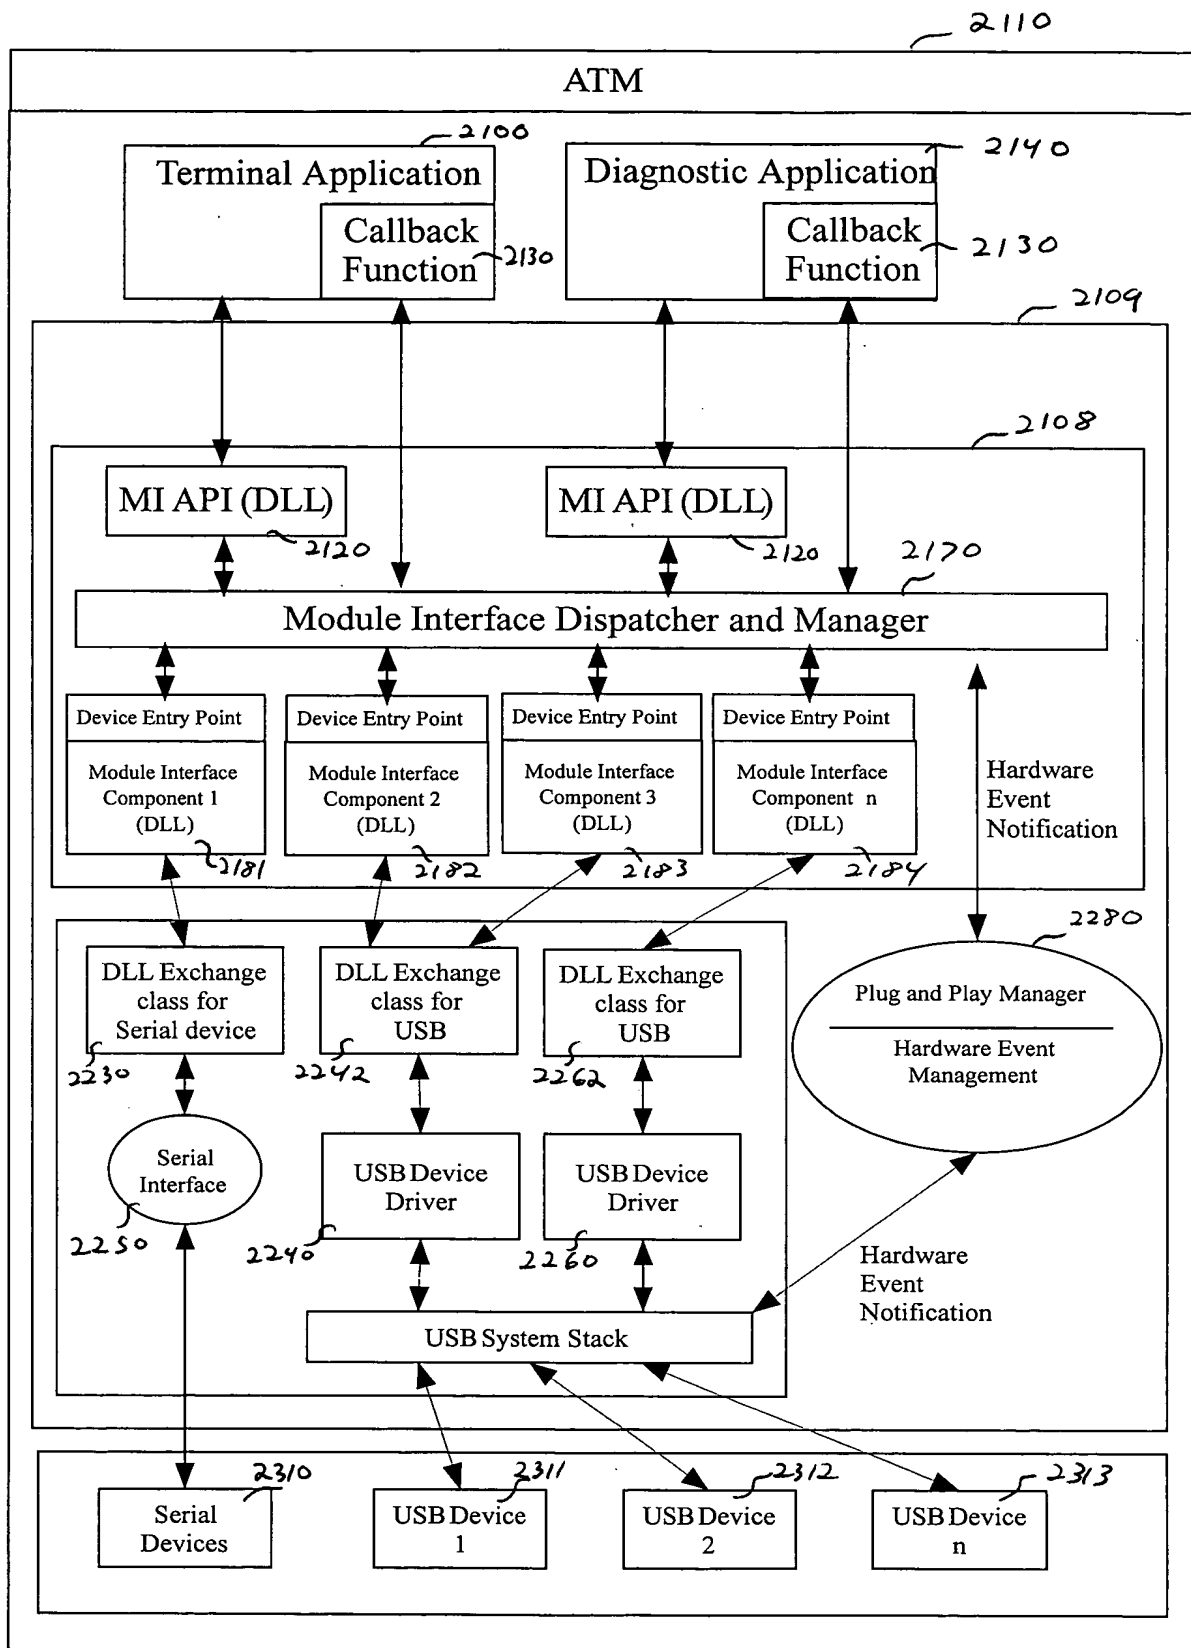 2110
ATM
2100
2140
Terminal Application
Diagnostic Application
Callback
Function
2130
Callback
Function
2130
2109
2108
MI API (DLL)
MI API (DLL)
2120
2120
2170
Module Interface Dispatcher and Manager
Device Entry Point
Device Entry Point
Device Entry Point
Device Entry Point
Module Interface
Component 1
(DLL)
Module Interface
Component 2
(DLL)
Module Interface
Component 3
(DLL)
Module Interface
Component n
(DLL)
Hardware
Event
Notification
2181
2182
2183
2184
2280
DLL Exchange
class for
Serial device
DLL Exchange
class for
USB
DLL Exchange
class for
USB
Plug and Play Manager
Hardware Event
Management
2230
2242
2262
Serial
Interface
USB Device
Driver
USB Device
Driver
2250
2240
2260
Hardware
Event
Notification
USB System Stack
2310
2311
2312
2313
Serial
Devices
USB Device
1
USB Device
2
USB Device
n